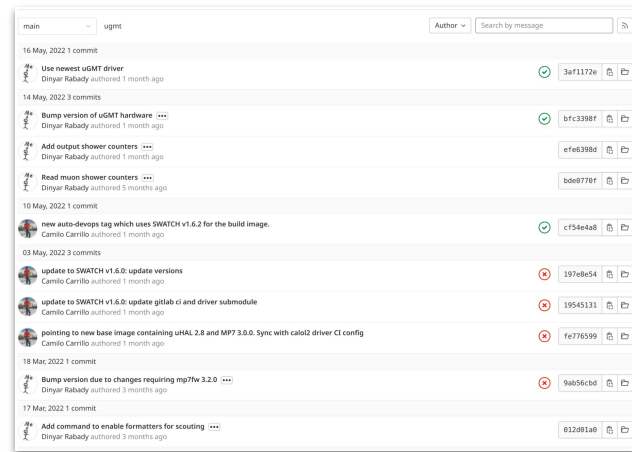 main ugmt Author Search by message
16 May, 2022 1 commit
Use newest uGMT driver
Dinyar Rabady authored 1 month ago
3af1172e
14 May, 2022 3 commits
Bump version of uGMT hardware
Dinyar Rabady authored 1 month ago
bfc3398f
Add output shower counters
Dinyar Rabady authored 1 month ago
efe6398d
Read muon shower counters
Dinyar Rabady authored 5 months ago
bde0770f
10 May, 2022 1 commit
new auto-devops tag which uses SWATCH v1.6.2 for the build image.
Camilo Carrillo authored 1 month ago
cf54e4a8
03 May, 2022 3 commits
update to SWATCH v1.6.0: update versions
Camilo Carrillo authored 1 month ago
197e8e54
update to SWATCH v1.6.0: update gitlab ci and driver submodule
Camilo Carrillo authored 1 month ago
19545131
pointing to new base image containing uHAL 2.8 and MP7 3.0.0. Sync with calol2 driver CI config
Camilo Carrillo authored 1 month ago
fe776599
18 Mar, 2022 1 commit
Bump version due to changes requiring mp7fw 3.2.0
Dinyar Rabady authored 3 months ago
9ab56cbd
17 Mar, 2022 1 commit
Add command to enable formatters for scouting
Dinyar Rabady authored 3 months ago
012d01a0